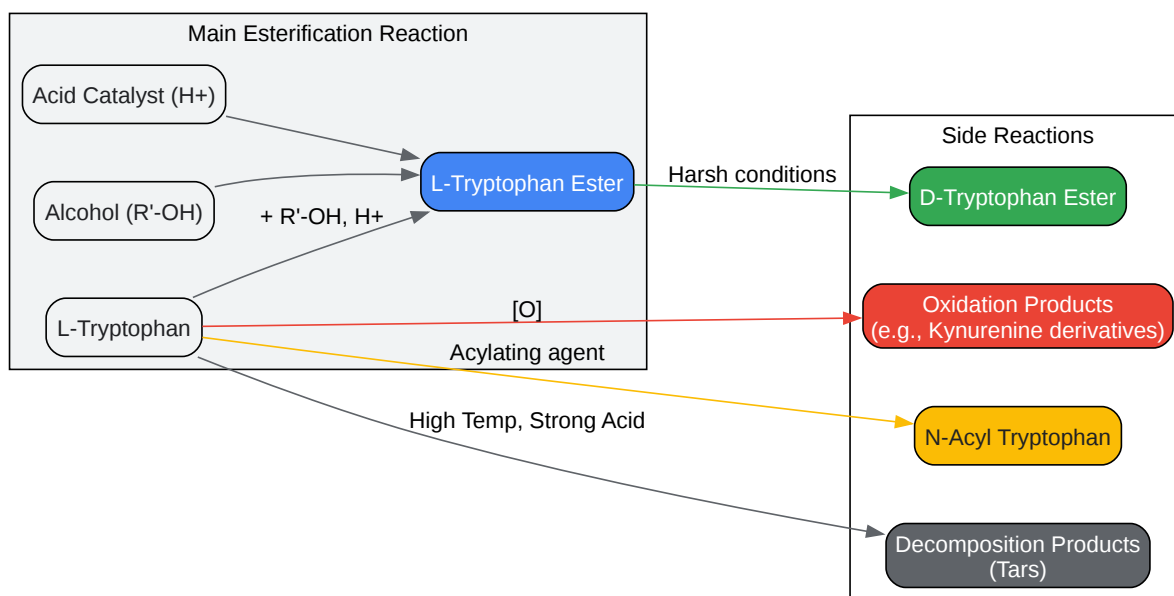 Main Esterification Reaction
Acid Catalyst (H+)
Alcohol (R'-OH)
L-Tryptophan
+ R'-OH, H+
L-Tryptophan Ester
Harsh conditions
[O]
Acylating agent
High Temp, Strong Acid
Side Reactions
D-Tryptophan Ester
Oxidation Products
(e.g., Kynurenine derivatives)
N-Acyl Tryptophan
Decomposition Products
(Tars)